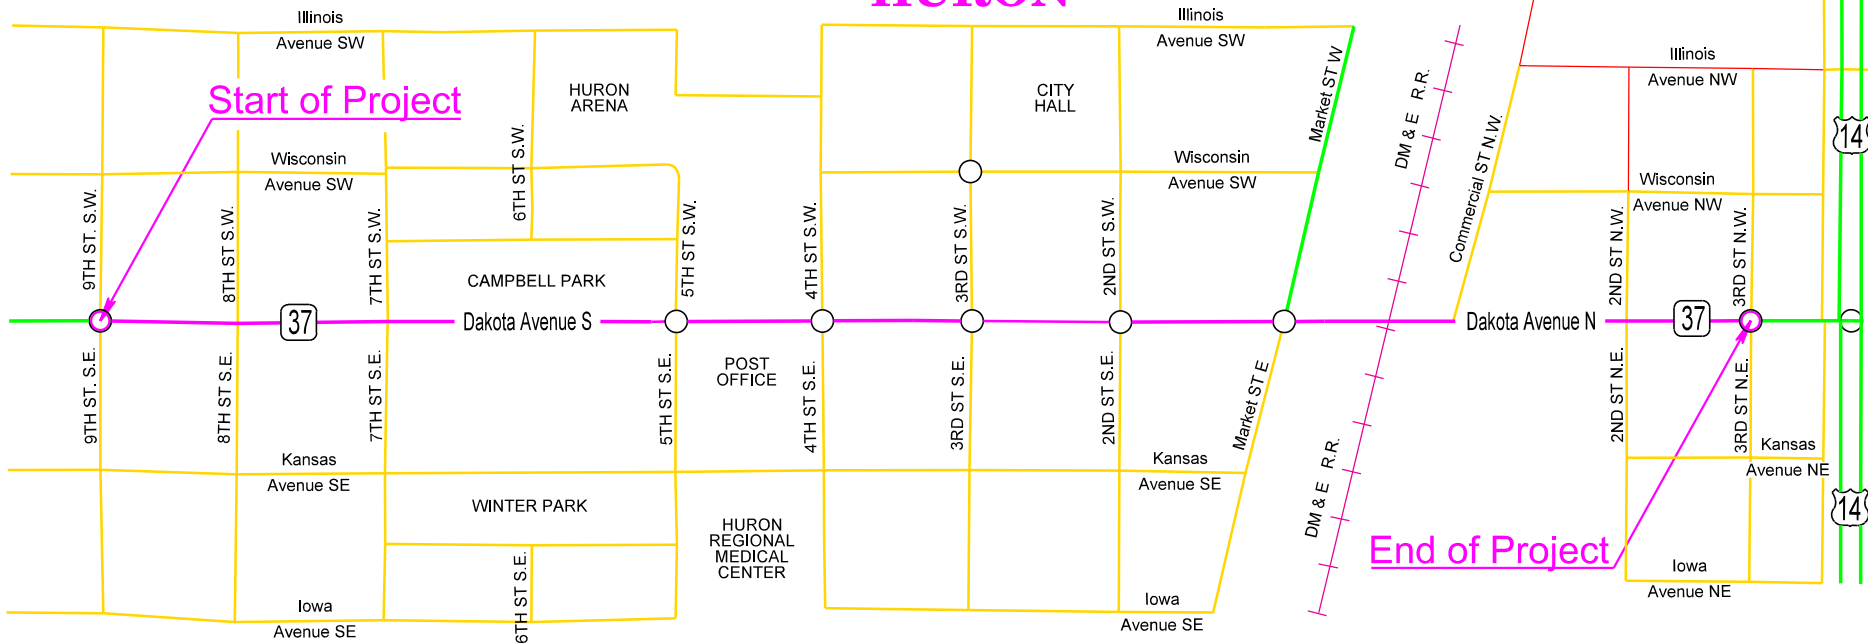 HURON
Illinois
Avenue SW
Illinois
Avenue SW
Illinois
Avenue NW
Start of Project
HURON
ARENA
CITY
HALL
Market ST W
DM & E R.R.
Commercial ST N.W.
14
Wisconsin
Avenue SW
6TH ST S.W.
Wisconsin
Avenue SW
Wisconsin
Avenue NW
9TH ST. S.W.
8TH ST S.W.
7TH ST S.W.
5TH ST S.W.
4TH ST S.W.
3RD ST S.W.
2ND ST S.W.
2ND ST N.W.
3RD ST N.W.
CAMPBELL PARK
37
Dakota Avenue S
Dakota Avenue N
37
9TH ST. S.E.
8TH ST S.E.
7TH ST S.E.
5TH ST S.E.
POST
OFFICE
4TH ST S.E.
3RD ST S.E.
2ND ST S.E.
Market ST E
2ND ST N.E.
3RD ST N.E.
Kansas
Avenue SE
Kansas
Avenue SE
Kansas
Avenue NE
WINTER PARK
HURON
REGIONAL
MEDICAL
CENTER
DM & E R.R.
14
End of Project
6TH ST S.E.
Iowa
Avenue SE
Iowa
Avenue SE
Iowa
Avenue NE